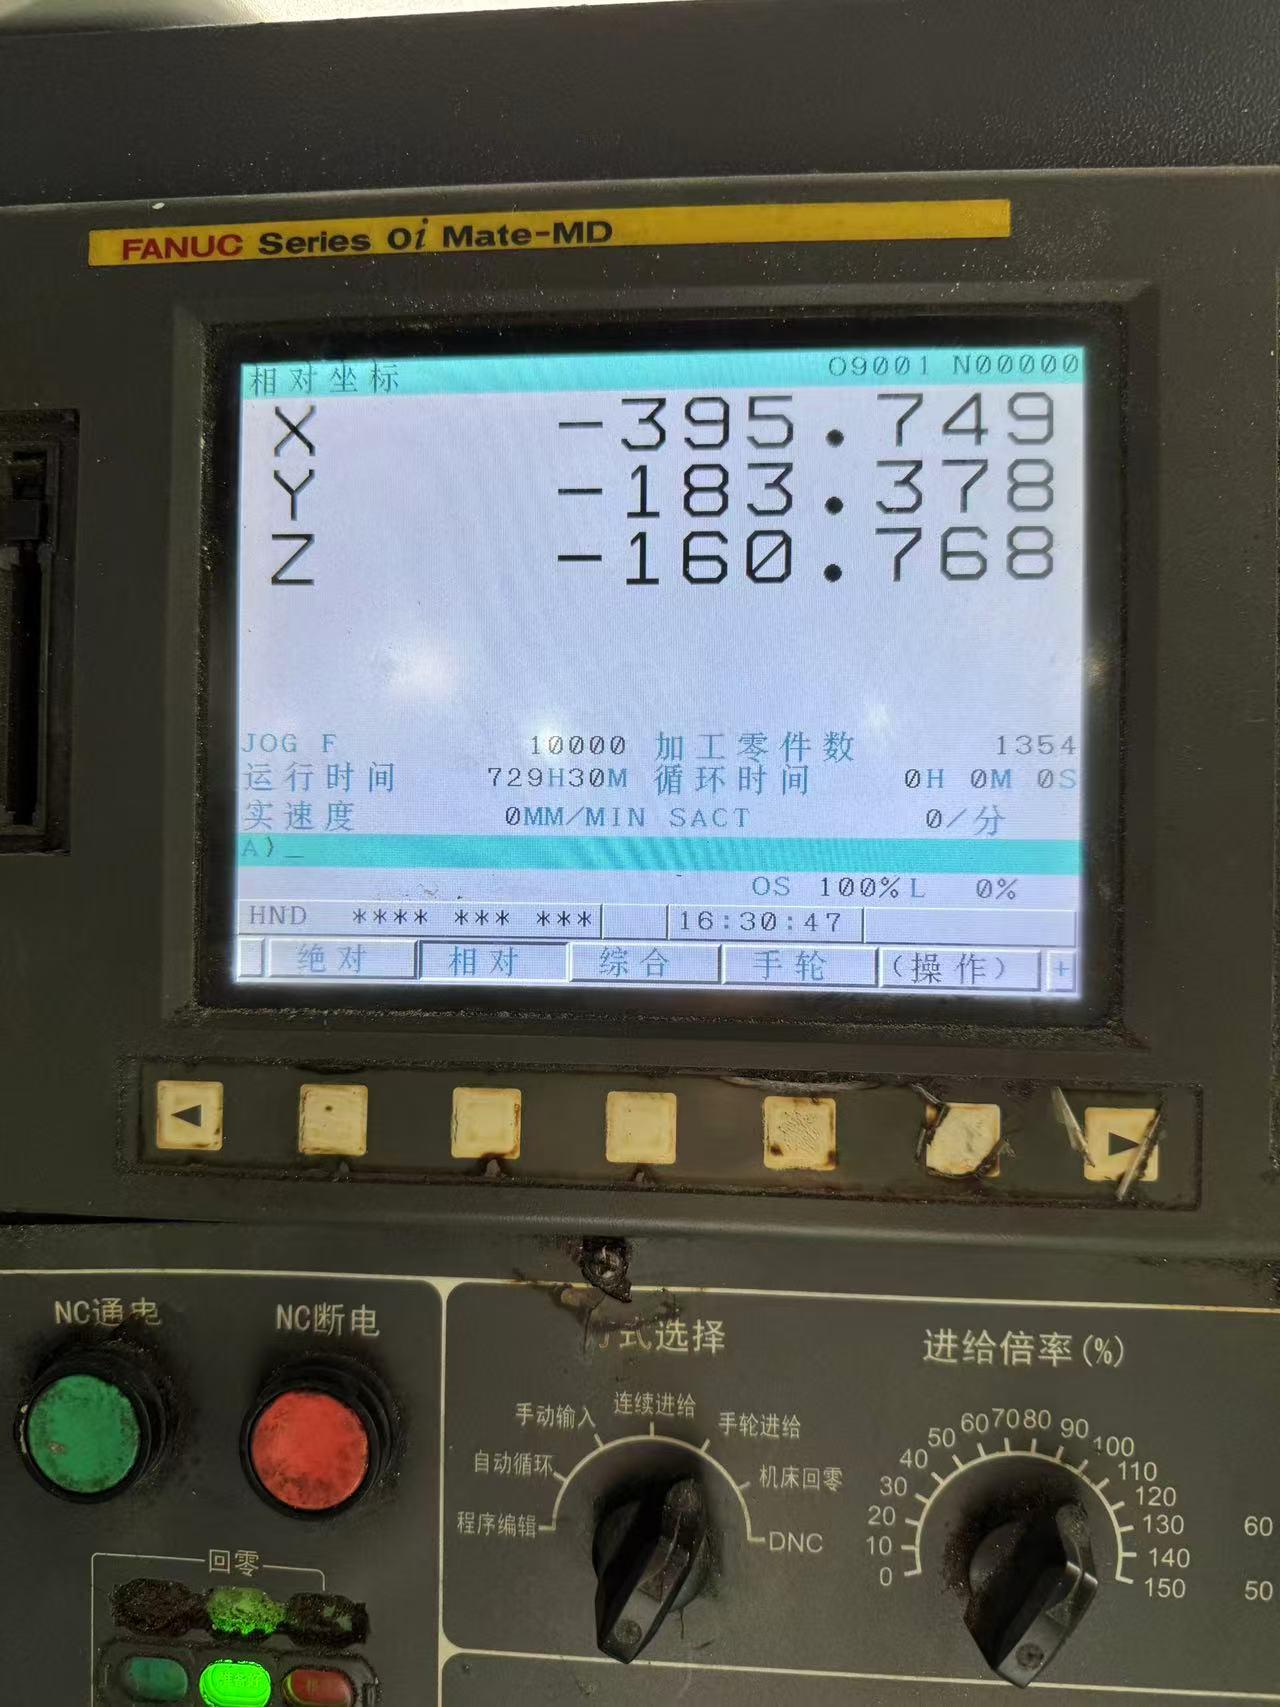 FANUC Series 0i Mate-MD
相对坐标 O9001 N00000
X -395.749
Y -183.378
Z -160.768
JOG F 10000 加工零件数 1354
运行时间 729H30M 循环时间 0H 0M 0S
实速度 0MM/MIN SACT 0/分
A)_
OS 100% L 0%
HND **** *** *** 16:30:47
绝对 相对 综合 手轮 (操作) +
NC通电 NC断电
式选择 进给倍率(%)
程序编辑 自动循环 手动输入 连续进给 手轮进给 机床回零 DNC
0 10 20 30 40 50 60 70 80 90 100 110 120 130 140 150
60
50
回零